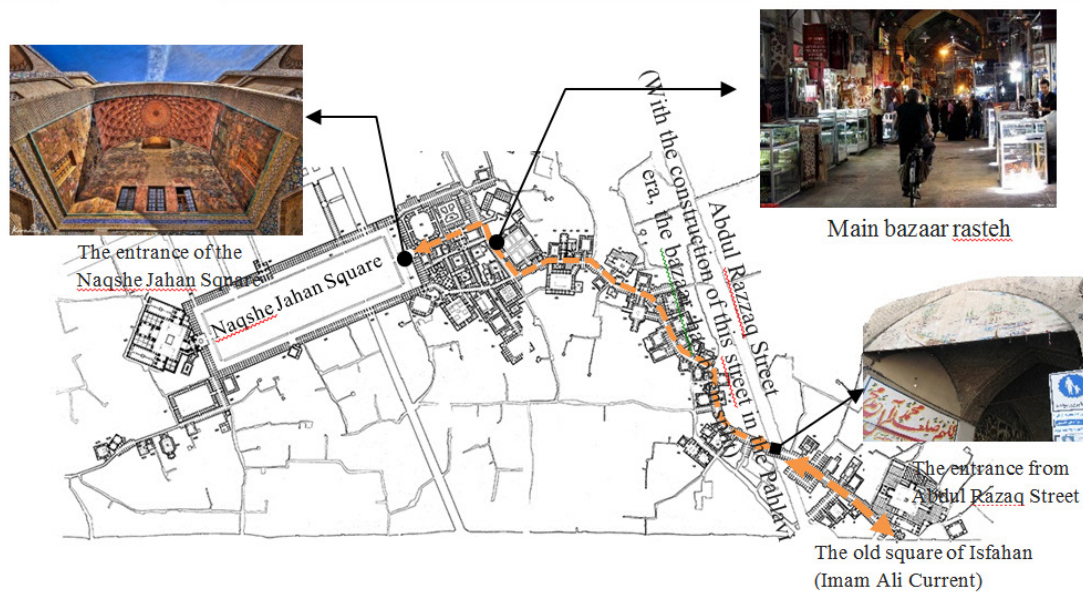 The entrance of the
Naqshe Jahan Square
Main bazaar rasteh
Naqshe Jahan Square
Abdul Razzaq Street
(With the construction of this street in the Pahlavi
era, the bazaar
The entrance from
Abdul Razaq Street
The old square of Isfahan
(Imam Ali Current)